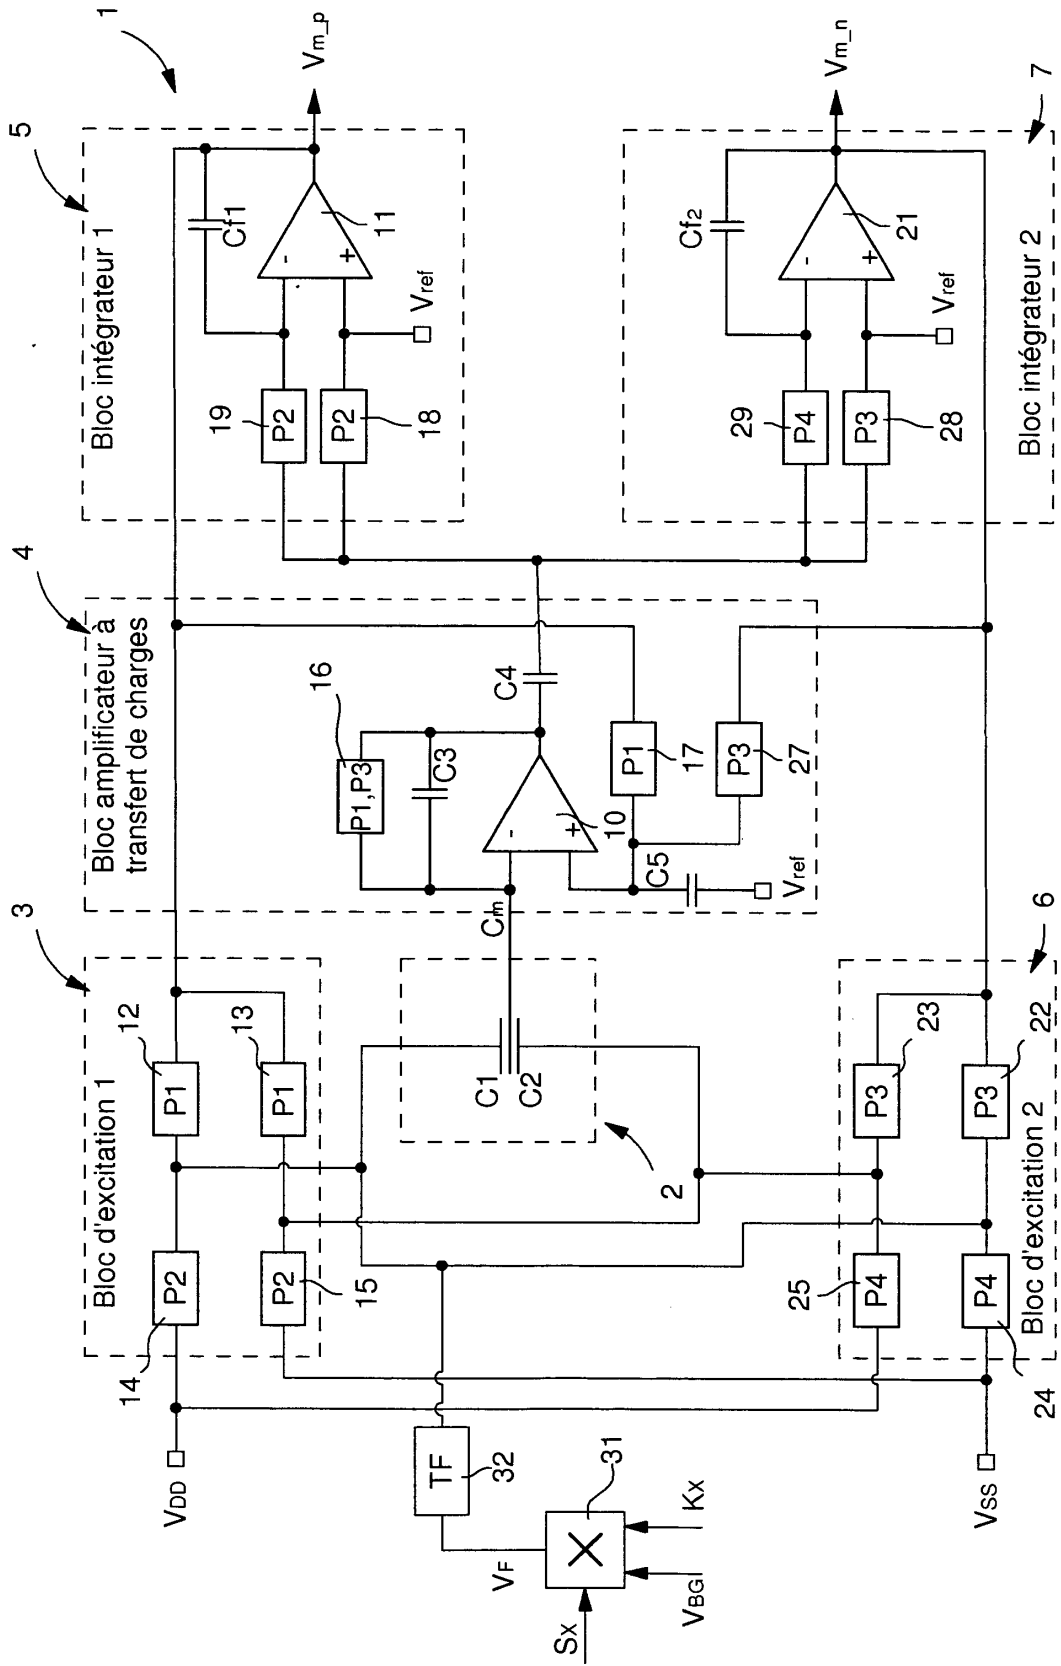 1
5
Bloc intégrateur 1
Vm_p
Cf1
11
-
+
Vref
19
P2
P2
18
7
Bloc intégrateur 2
Vm_n
Cf2
21
-
+
Vref
29
P4
P3
28
4
Bloc amplificateur à
transfert de charges
16
P1,P3
C3
C4
-
+
10
P1
17
P3
27
C5
Vref
Cm
3
Bloc d'excitation 1
12
P1
13
P1
14
P2
15
P2
C1
C2
2
6
Bloc d'excitation 2
23
P3
22
P3
25
P4
24
P4
VDD
VSS
TF
32
VF
31
SX
VBG
KX